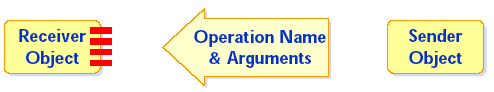 Receiver
Object
Operation Name
& Arguments
Sender
Object